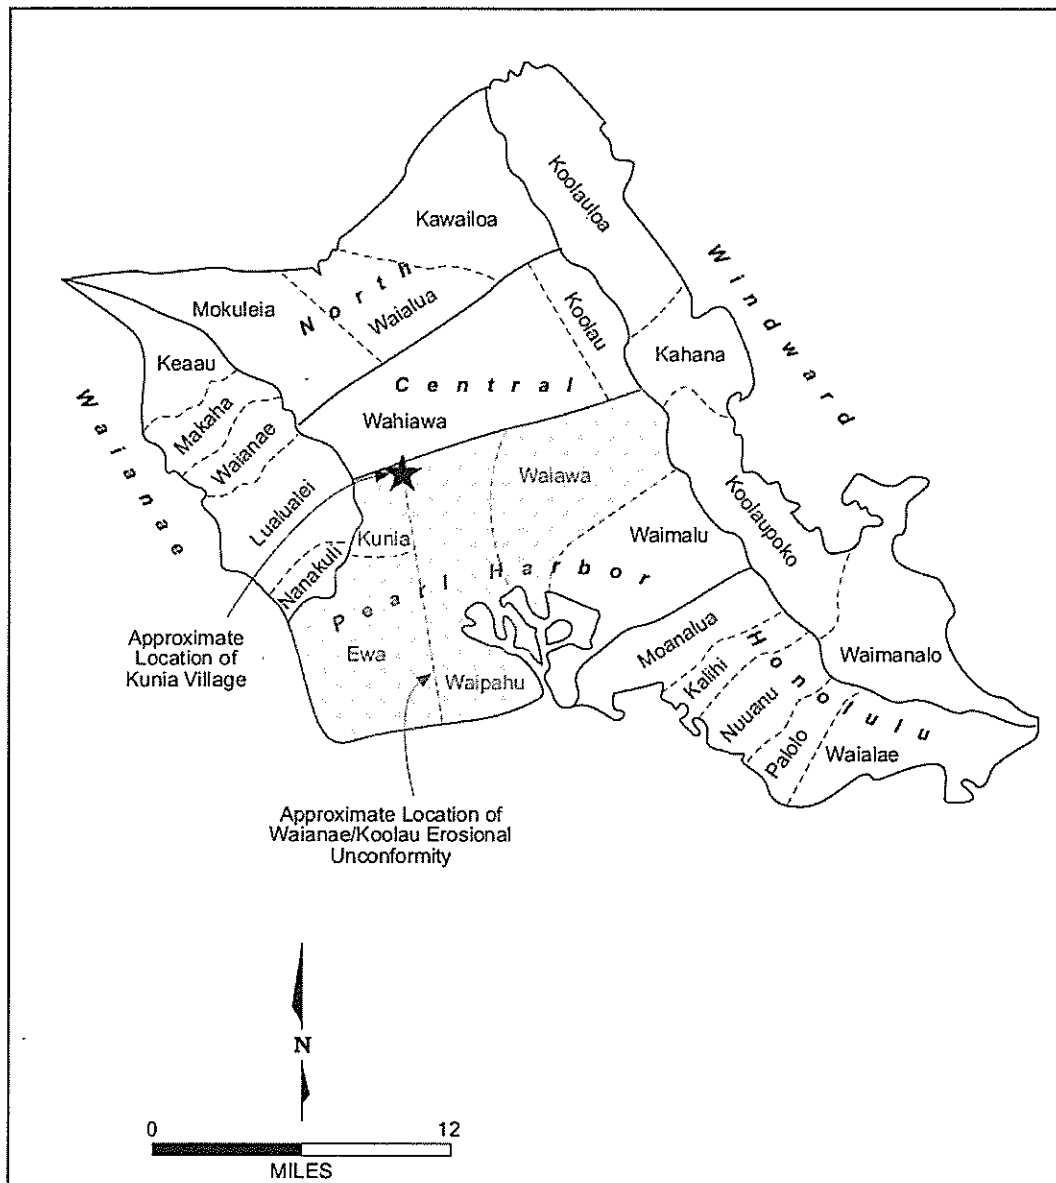 Koolauloa
Kawailoa
Windward
North
Mokuleia
Waialua
Koolau
Kahana
Keaau
Central
Makaha
Wahiawa
Waianae
Waianae
Waiawa
Koolaupoko
Lualualei
Kunia
Waimalu
Nanakuli
Pearl Harbor
Moanalua
Honolulu
Approximate
Location of
Kunia Village
Ewa
Kalihi
Waimanalo
Waipahu
Nuuanu
Palolo
Waialae
Approximate Location of
Waianae/Koolau Erosional
Unconformity
N
0 12
MILES